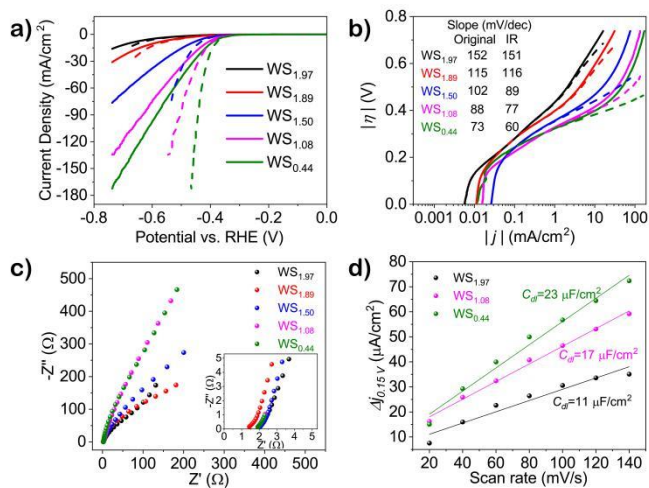 a)
Current Density (mA/cm²)
0
-30
-60
-90
-120
-150
-180
WS₁.₉₇
WS₁.₈₉
WS₁.₅₀
WS₁.₀₈
WS₀.₄₄
-0.8 -0.6 -0.4 -0.2 0.0
Potential vs. RHE (V)
b)
|η| (V)
0.8
0.6
0.4
0.2
0.0
Slope (mV/dec)
Original IR
WS₁.₉₇ 152 151
WS₁.₈₉ 115 116
WS₁.₅₀ 102 89
WS₁.₀₈ 88 77
WS₀.₄₄ 73 60
0.001 0.01 0.1 1 10 100
|j| (mA/cm²)
c)
-Z'' (Ω)
500
400
300
200
100
0
WS₁.₉₇
WS₁.₈₉
WS₁.₅₀
WS₁.₀₈
WS₀.₄₄
-Z'' (Ω)
5
4
3
2
1
0
0 1 2 3 4 5
Z' (Ω)
0 100 200 300 400 500
Z' (Ω)
d)
Δj₀.₁₅ ᵥ (μA/cm²)
80
70
60
50
40
30
20
10
WS₁.₉₇
WS₁.₀₈
WS₀.₄₄
C_dl=23 μF/cm²
C_dl=17 μF/cm²
C_dl=11 μF/cm²
20 40 60 80 100 120 140
Scan rate (mV/s)